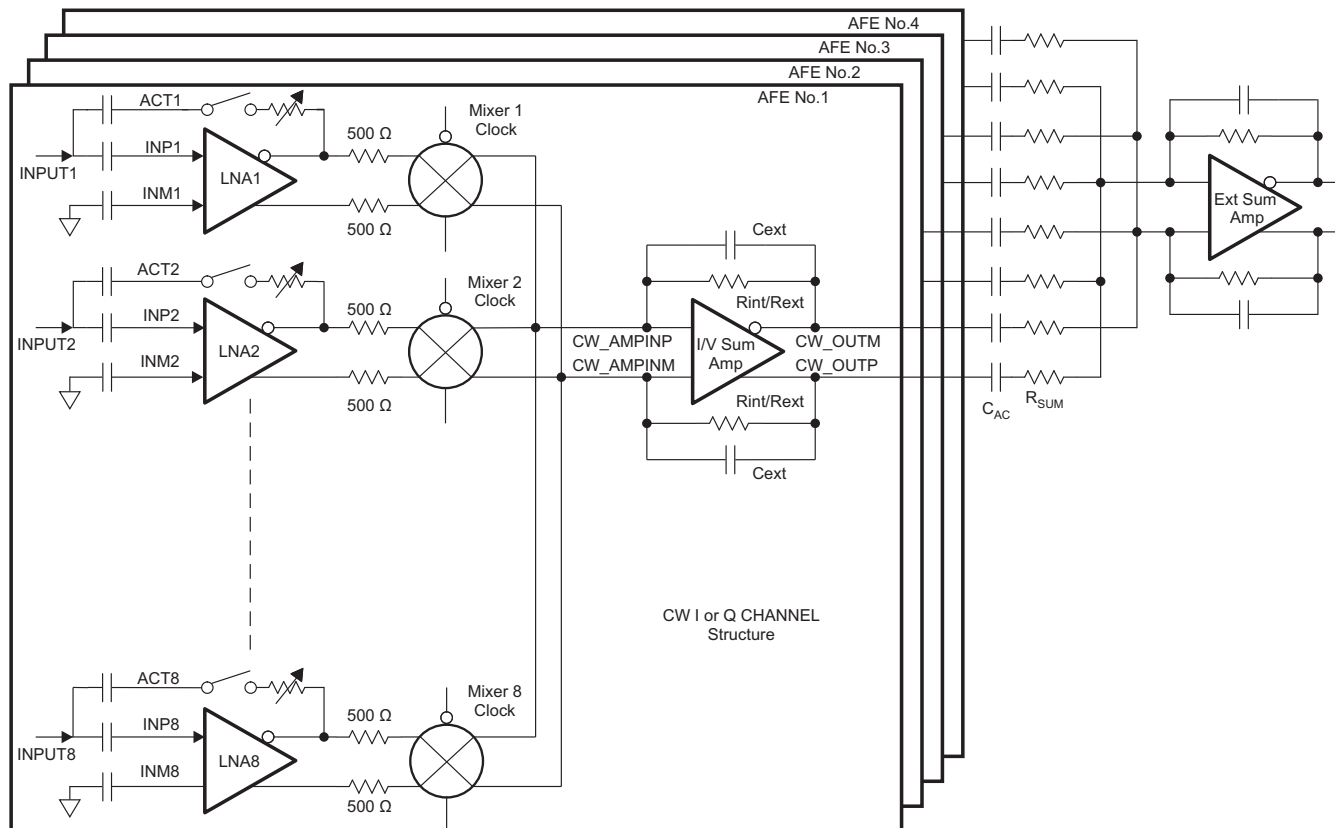 AFE No.4
AFE No.3
AFE No.2
AFE No.1
ACT1
INPUT1
INP1
INM1
LNA1
500 Ω
500 Ω
Mixer 1
Clock
ACT2
INPUT2
INP2
INM2
LNA2
500 Ω
500 Ω
Mixer 2
Clock
Cext
Rint/Rext
CW_AMPINP
CW_AMPINM
I/V Sum
Amp
CW_OUTM
CW_OUTP
Rint/Rext
Cext
CAC
RSUM
Ext Sum
Amp
CW I or Q CHANNEL
Structure
ACT8
INPUT8
INP8
INM8
LNA8
500 Ω
500 Ω
Mixer 8
Clock